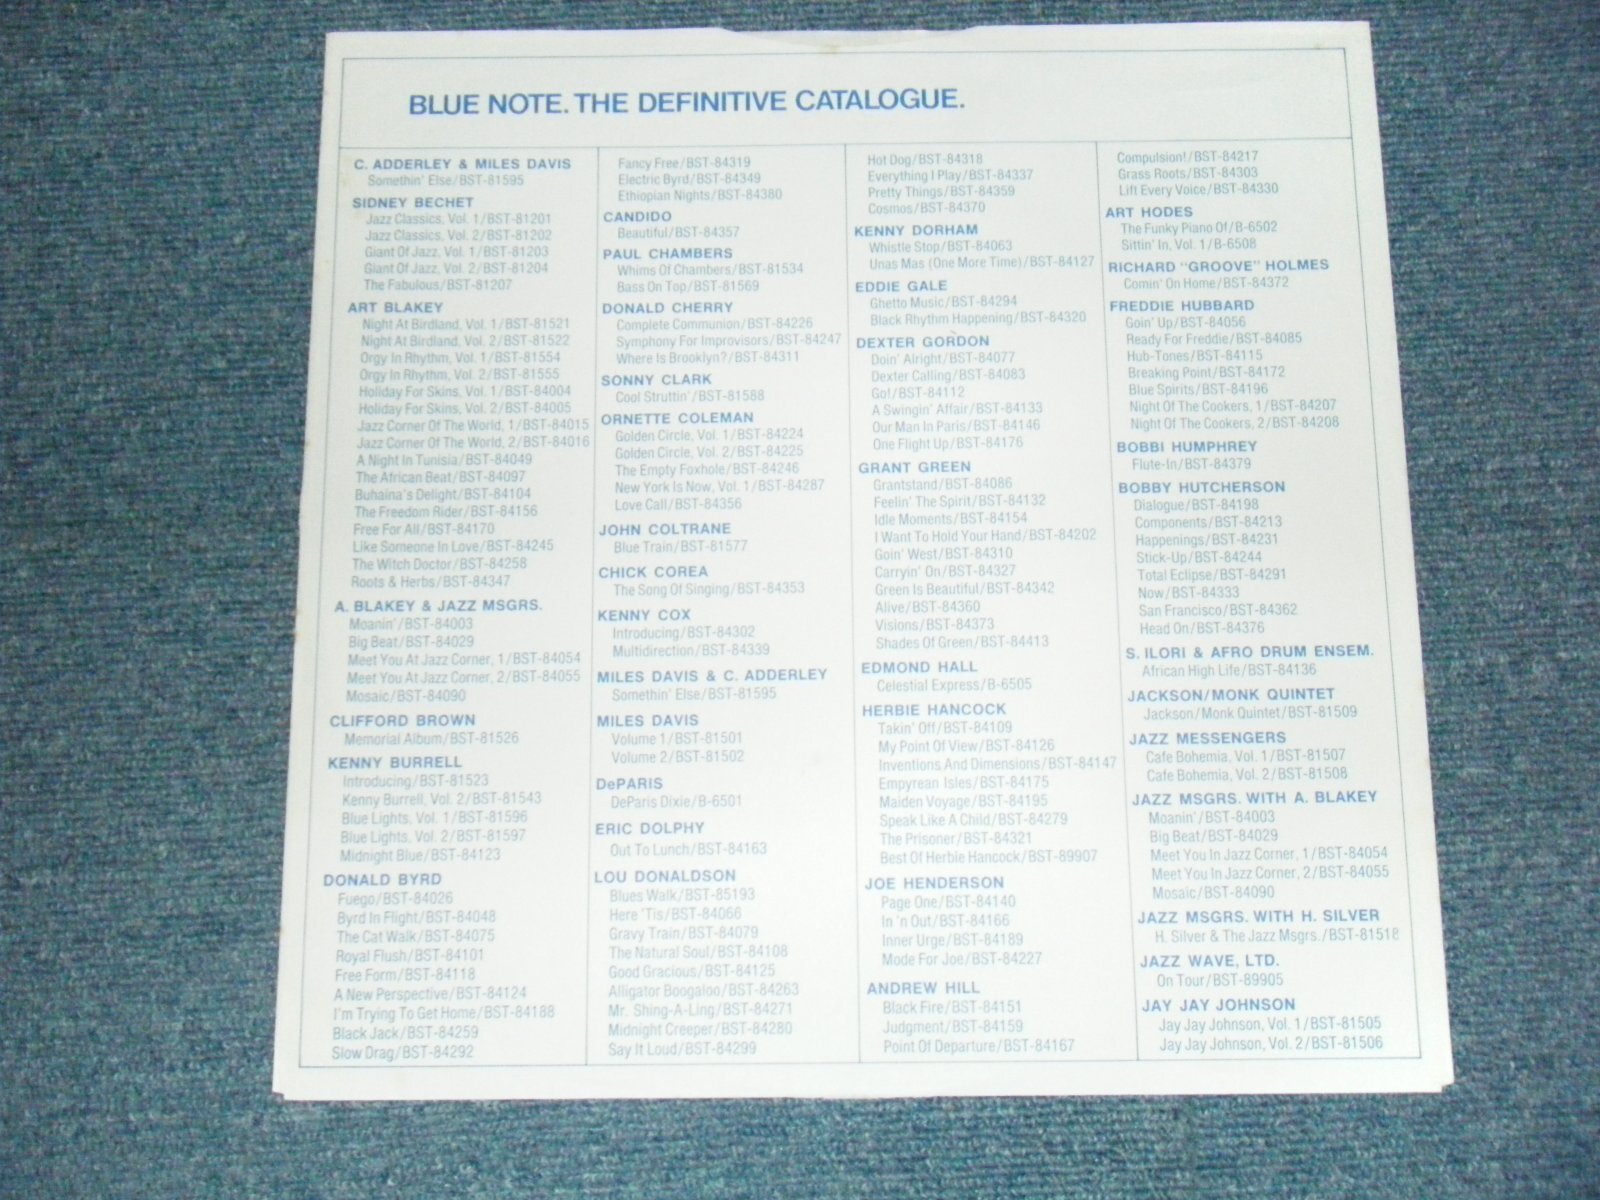 BLUE NOTE. THE DEFINITIVE CATALOGUE.
C. ADDERLEY & MILES DAVIS
Somethin' Else/BST-81595
SIDNEY BECHET
Jazz Classics, Vol. 1/BST-81201
Jazz Classics, Vol. 2/BST-81202
Giant Of Jazz, Vol. 1/BST-81203
Giant Of Jazz, Vol. 2/BST-81204
The Fabulous/BST-81207
ART BLAKEY
Night At Birdland, Vol. 1/BST-81521
Night At Birdland, Vol. 2/BST-81522
Orgy In Rhythm, Vol. 1/BST-81554
Orgy In Rhythm, Vol. 2/BST-81555
Holiday For Skins, Vol. 1/BST-84004
Holiday For Skins, Vol. 2/BST-84005
Jazz Corner Of The World, 1/BST-84015
Jazz Corner Of The World, 2/BST-84016
A Night In Tunisia/BST-84049
The African Beat/BST-84097
Buhaina's Delight/BST-84104
The Freedom Rider/BST-84156
Free For All/BST-84170
Like Someone In Love/BST-84245
The Witch Doctor/BST-84258
Roots & Herbs/BST-84347
A. BLAKEY & JAZZ MSGRS.
Moanin'/BST-84003
Big Beat/BST-84029
Meet You At Jazz Corner, 1/BST-84054
Meet You At Jazz Corner, 2/BST-84055
Mosaic/BST-84090
CLIFFORD BROWN
Memorial Album/BST-81526
KENNY BURRELL
Introducing/BST-81523
Kenny Burrell, Vol. 2/BST-81543
Blue Lights, Vol. 1/BST-81596
Blue Lights, Vol. 2/BST-81597
Midnight Blue/BST-84123
DONALD BYRD
Fuego/BST-84026
Byrd In Flight/BST-84048
The Cat Walk/BST-84075
Royal Flush/BST-84101
Free Form/BST-84118
A New Perspective/BST-84124
I'm Trying To Get Home/BST-84188
Black Jack/BST-84259
Slow Drag/BST-84292
Fancy Free/BST-84319
Electric Byrd/BST-84349
Ethiopian Nights/BST-84380
CANDIDO
Beautiful/BST-84357
PAUL CHAMBERS
Whims Of Chambers/BST-81534
Bass On Top/BST-81569
DONALD CHERRY
Complete Communion/BST-84226
Symphony For Improvisors/BST-84247
Where Is Brooklyn?/BST-84311
SONNY CLARK
Cool Struttin'/BST-81588
ORNETTE COLEMAN
Golden Circle, Vol. 1/BST-84224
Golden Circle, Vol. 2/BST-84225
The Empty Foxhole/BST-84246
New York Is Now, Vol. 1/BST-84287
Love Call/BST-84356
JOHN COLTRANE
Blue Train/BST-81577
CHICK COREA
The Song Of Singing/BST-84353
KENNY COX
Introducing/BST-84302
Multidirection/BST-84339
MILES DAVIS & C. ADDERLEY
Somethin' Else/BST-81595
MILES DAVIS
Volume 1/BST-81501
Volume 2/BST-81502
DePARIS
DeParis Dixie/B-6501
ERIC DOLPHY
Out To Lunch/BST-84163
LOU DONALDSON
Blues Walk/BST-85193
Here 'Tis/BST-84066
Gravy Train/BST-84079
The Natural Soul/BST-84108
Good Gracious/BST-84125
Alligator Boogaloo/BST-84263
Mr. Shing-A-Ling/BST-84271
Midnight Creeper/BST-84280
Say It Loud/BST-84299
Hot Dog/BST-84318
Everything I Play/BST-84337
Pretty Things/BST-84359
Cosmos/BST-84370
KENNY DORHAM
Whistle Stop/BST-84063
Unas Mas (One More Time)/BST-84127
EDDIE GALE
Ghetto Music/BST-84294
Black Rhythm Happening/BST-84320
DEXTER GORDON
Doin' Alright/BST-84077
Dexter Calling/BST-84083
Go!/BST-84112
A Swingin' Affair/BST-84133
Our Man In Paris/BST-84146
One Flight Up/BST-84176
GRANT GREEN
Grantstand/BST-84086
Feelin' The Spirit/BST-84132
Idle Moments/BST-84154
I Want To Hold Your Hand/BST-84202
Goin' West/BST-84310
Carryin' On/BST-84327
Green Is Beautiful/BST-84342
Alive/BST-84360
Visions/BST-84373
Shades Of Green/BST-84413
EDMOND HALL
Celestial Express/B-6505
HERBIE HANCOCK
Takin' Off/BST-84109
My Point Of View/BST-84126
Inventions And Dimensions/BST-84147
Empyrean Isles/BST-84175
Maiden Voyage/BST-84195
Speak Like A Child/BST-84279
The Prisoner/BST-84321
Best Of Herbie Hancock/BST-89907
JOE HENDERSON
Page One/BST-84140
In 'n Out/BST-84166
Inner Urge/BST-84189
Mode For Joe/BST-84227
ANDREW HILL
Black Fire/BST-84151
Judgment/BST-84159
Point Of Departure/BST-84167
Compulsion!/BST-84217
Grass Roots/BST-84303
Lift Every Voice/BST-84330
ART HODES
The Funky Piano Of/B-6502
Sittin' In, Vol. 1/B-6508
RICHARD "GROOVE" HOLMES
Comin' On Home/BST-84372
FREDDIE HUBBARD
Goin' Up/BST-84056
Ready For Freddie/BST-84085
Hub-Tones/BST-84115
Breaking Point/BST-84172
Blue Spirits/BST-84196
Night Of The Cookers, 1/BST-84207
Night Of The Cookers, 2/BST-84208
BOBBI HUMPHREY
Flute-In/BST-84379
BOBBY HUTCHERSON
Dialogue/BST-84198
Components/BST-84213
Happenings/BST-84231
Stick-Up/BST-84244
Total Eclipse/BST-84291
Now/BST-84333
San Francisco/BST-84362
Head On/BST-84376
S. ILORI & AFRO DRUM ENSEM.
African High Life/BST-84136
JACKSON/MONK QUINTET
Jackson/Monk Quintet/BST-81509
JAZZ MESSENGERS
Cafe Bohemia, Vol. 1/BST-81507
Cafe Bohemia, Vol. 2/BST-81508
JAZZ MSGRS. WITH A. BLAKEY
Moanin'/BST-84003
Big Beat/BST-84029
Meet You In Jazz Corner, 1/BST-84054
Meet You In Jazz Corner, 2/BST-84055
Mosaic/BST-84090
JAZZ MSGRS. WITH H. SILVER
H. Silver & The Jazz Msgrs./BST-81518
JAZZ WAVE, LTD.
On Tour/BST-89905
JAY JAY JOHNSON
Jay Jay Johnson, Vol. 1/BST-81505
Jay Jay Johnson, Vol. 2/BST-81506